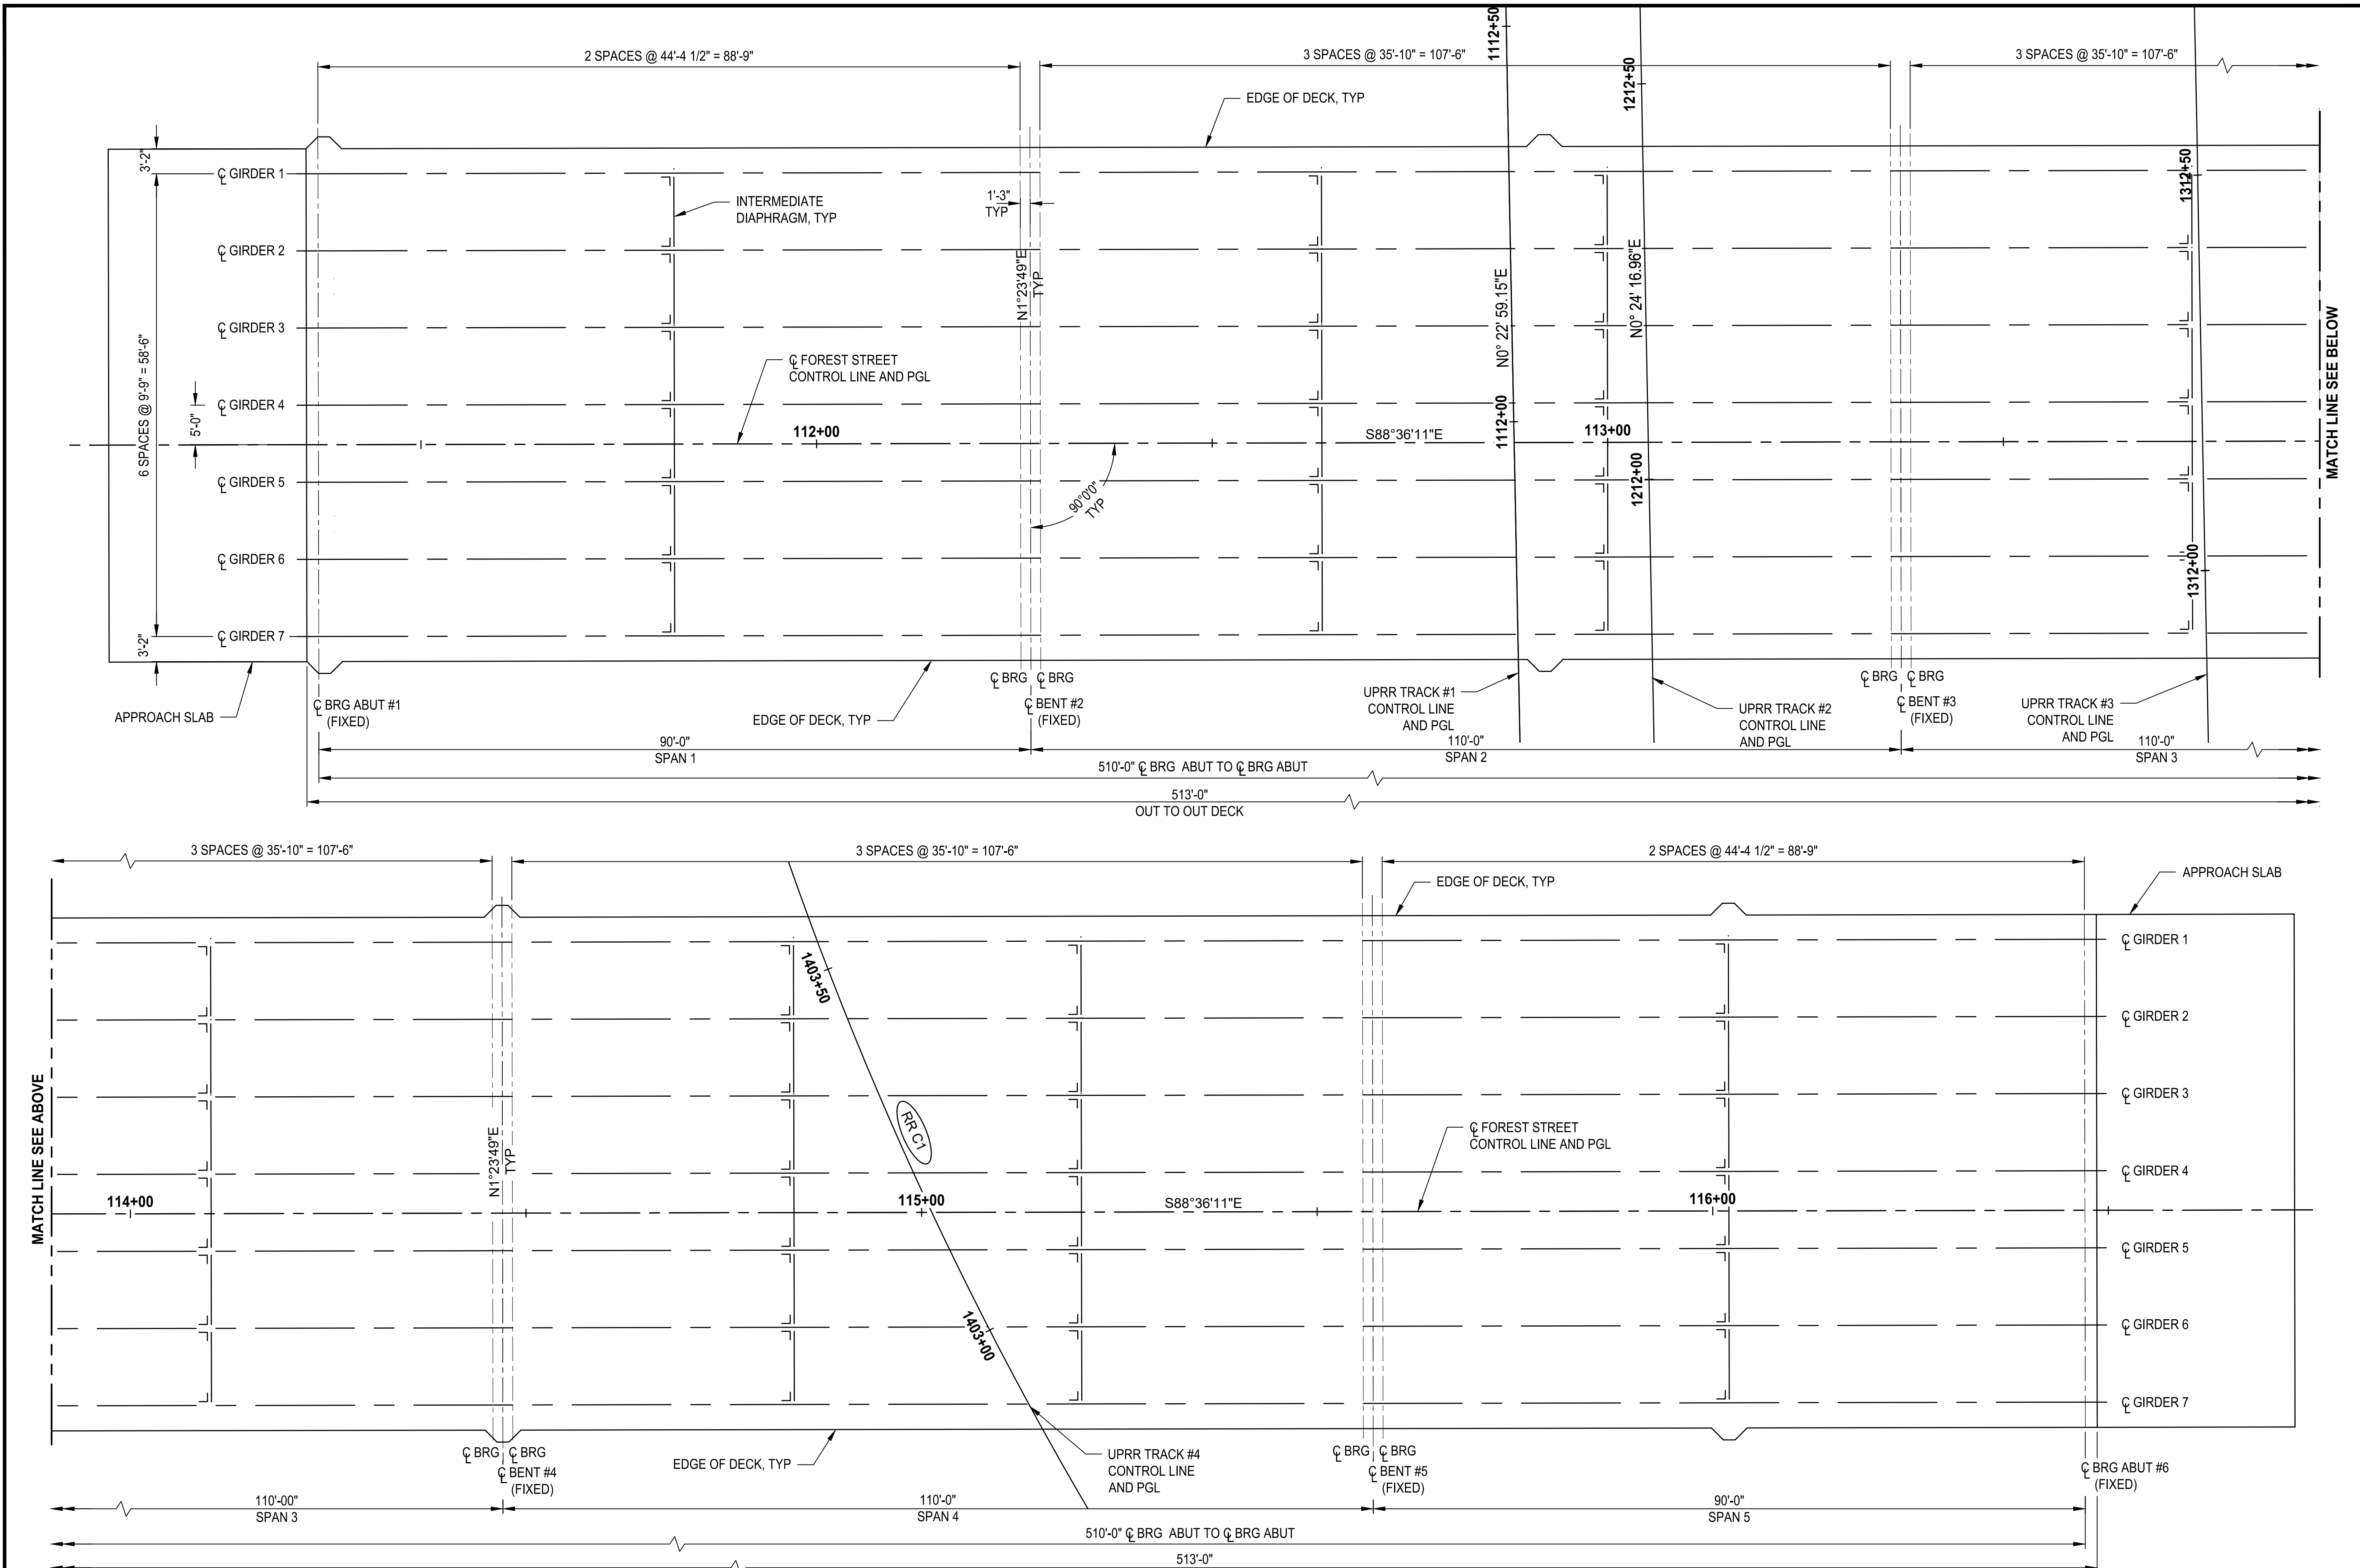 2 SPACES @ 44'-4 1/2" = 88'-9"
3 SPACES @ 35'-10" = 107'-6"
3 SPACES @ 35'-10" = 107'-6"
1112+50
1212+50
EDGE OF DECK, TYP
3'-2"
℄ GIRDER 1
INTERMEDIATE
DIAPHRAGM, TYP
1'-3"
TYP
1312+50
℄ GIRDER 2
N1°23'49"E
TYP
N0° 22' 59.15"E
N0° 24' 16.96"E
℄ GIRDER 3
6 SPACES @ 9'-9" = 58'-6"
℄ FOREST STREET
CONTROL LINE AND PGL
MATCH LINE SEE BELOW
℄ GIRDER 4
5'-0"
112+00
1112+00
S88°36'11"E
113+00
1212+00
℄ GIRDER 5
90°0'0"
TYP
℄ GIRDER 6
1312+00
℄ GIRDER 7
3'-2"
℄ BRG
℄ BRG
℄ BRG
℄ BRG
APPROACH SLAB
℄ BRG ABUT #1
(FIXED)
EDGE OF DECK, TYP
℄ BENT #2
(FIXED)
UPRR TRACK #1
CONTROL LINE
AND PGL
UPRR TRACK #2
CONTROL LINE
AND PGL
℄ BENT #3
(FIXED)
UPRR TRACK #3
CONTROL LINE
AND PGL
90'-0"
SPAN 1
110'-0"
SPAN 2
110'-0"
SPAN 3
510'-0" ℄ BRG ABUT TO ℄ BRG ABUT
513'-0"
OUT TO OUT DECK
3 SPACES @ 35'-10" = 107'-6"
3 SPACES @ 35'-10" = 107'-6"
2 SPACES @ 44'-4 1/2" = 88'-9"
EDGE OF DECK, TYP
APPROACH SLAB
℄ GIRDER 1
1403+50
℄ GIRDER 2
℄ GIRDER 3
MATCH LINE SEE ABOVE
N1°23'49"E
TYP
RR C1
℄ FOREST STREET
CONTROL LINE AND PGL
℄ GIRDER 4
114+00
115+00
S88°36'11"E
116+00
℄ GIRDER 5
℄ GIRDER 6
1403+00
℄ GIRDER 7
℄ BRG
℄ BRG
℄ BRG
℄ BRG
℄ BENT #4
(FIXED)
EDGE OF DECK, TYP
UPRR TRACK #4
CONTROL LINE
AND PGL
℄ BENT #5
(FIXED)
℄ BRG ABUT #6
(FIXED)
110'-00"
SPAN 3
110'-0"
SPAN 4
90'-0"
SPAN 5
510'-0" ℄ BRG ABUT TO ℄ BRG ABUT
513'-0"